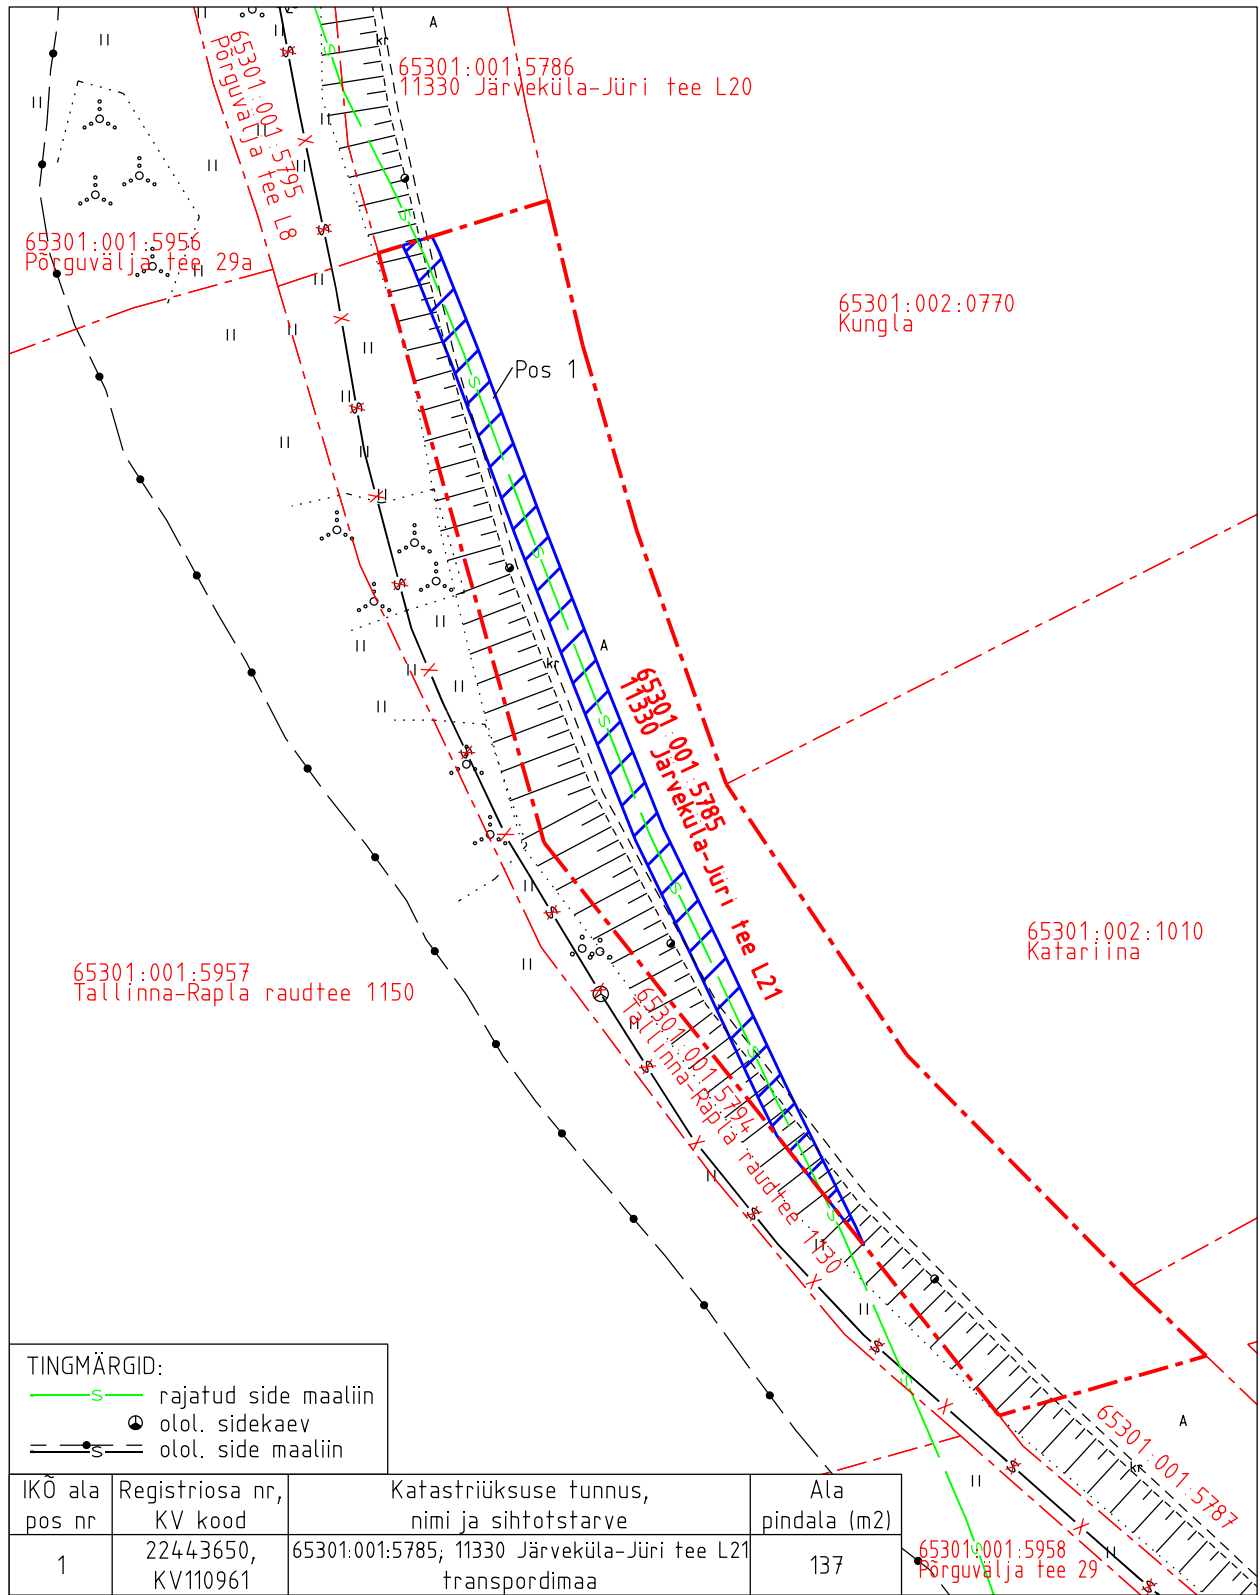 65301:001:5786
11330 Järveküla-Jüri tee L20
65301:001:5795
Põrguvälja tee L8
65301:001:5956
Põrguvälja tee 29a
65301:002:0770
Kungla
Pos 1
65301:001:5785
11330 Järveküla-Jüri tee L21
65301:002:1010
Katariina
65301:001:5957
Tallinna-Rapla raudtee 1150
65301:001:5794
Tallinna-Rapla raudtee 1130
65301:001:5787
65301:001:5958
Põrguvälja tee 29
A
kr
A
kr
A
kr
TINGMÄRGID:
S rajatud side maaliin
olol. sidekaev
S olol. side maaliin
IKÕ ala pos nr
Registriosa nr, KV kood
Katastriüksuse tunnus, nimi ja sihtotstarve
Ala pindala (m2)
1
22443650, KV110961
65301:001:5785; 11330 Järveküla-Jüri tee L21 transpordimaa
137